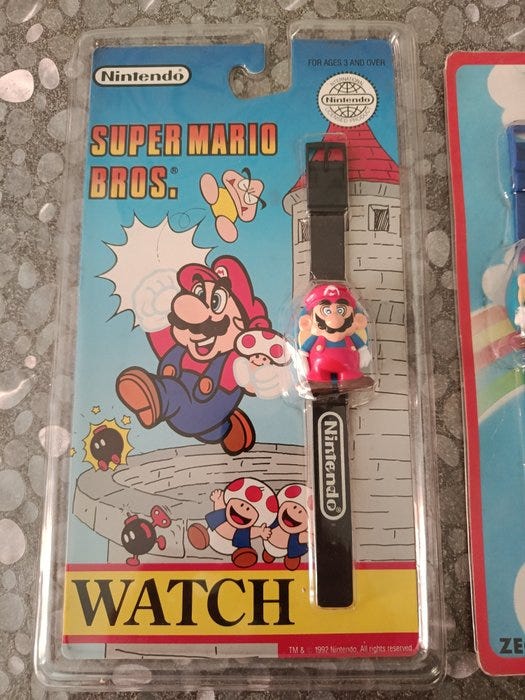 Nintendo®
FOR AGES 3 AND OVER
Nintendo
SUPER MARIO
BROS.®
M
M
Nintendo®
WATCH
TM & © 1992 Nintendo. All rights reserved.
ZE